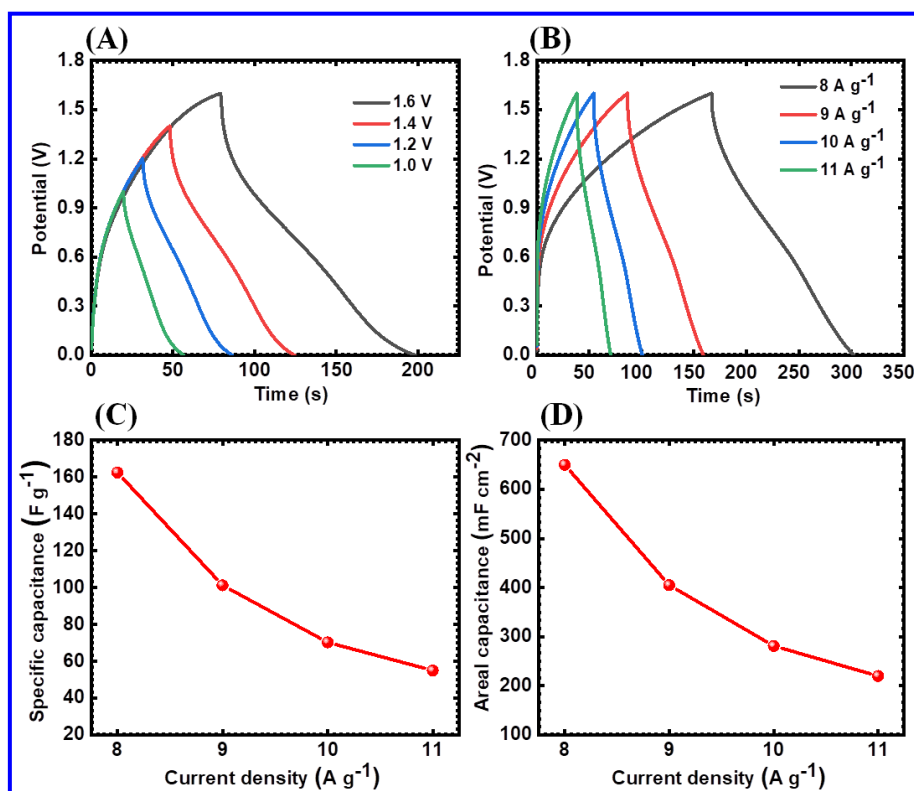 (A)
1.8
1.5
1.2
0.9
0.6
0.3
0.0
Potential (V)
1.6 V
1.4 V
1.2 V
1.0 V
0 50 100 150 200
Time (s)
(B)
1.8
1.5
1.2
0.9
0.6
0.3
0.0
Potential (V)
8 A g⁻¹
9 A g⁻¹
10 A g⁻¹
11 A g⁻¹
0 50 100 150 200 250 300 350
Time (s)
(C)
180
160
140
120
100
80
60
40
20
Specific capacitance (F g⁻¹)
8 9 10 11
Current density (A g⁻¹)
(D)
700
600
500
400
300
200
100
Areal capacitance (mF cm⁻²)
8 9 10 11
Current density (A g⁻¹)